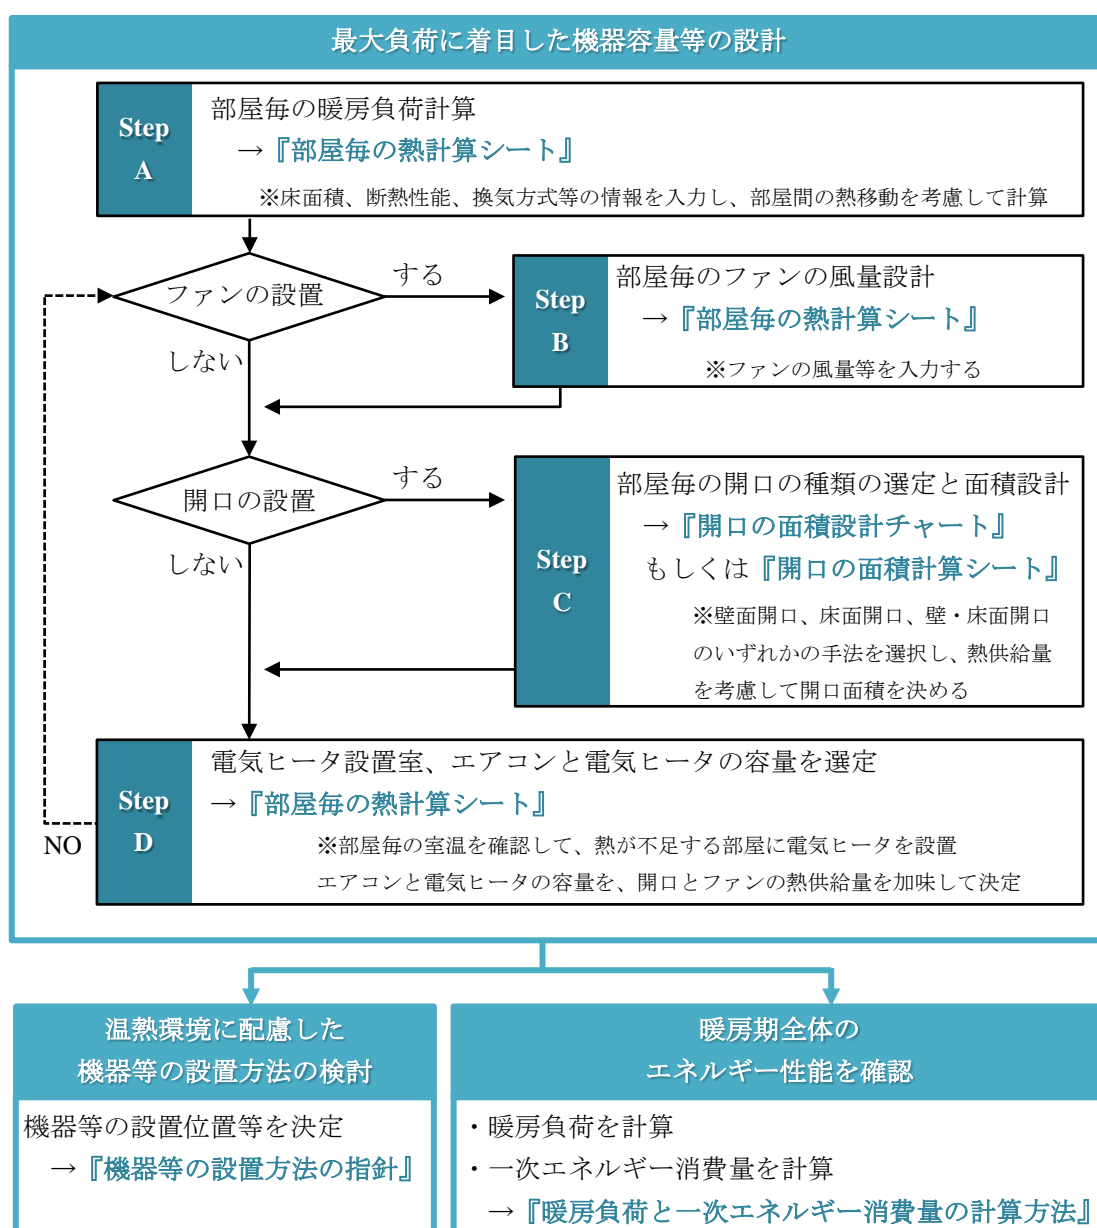 最大負荷に着目した機器容量等の設計
Step
A
部屋毎の暖房負荷計算
→『部屋毎の熱計算シート』
※床面積、断熱性能、換気方式等の情報を入力し、部屋間の熱移動を考慮して計算
ファンの設置
する
しない
Step
B
部屋毎のファンの風量設計
→『部屋毎の熱計算シート』
※ファンの風量等を入力する
開口の設置
する
しない
Step
C
部屋毎の開口の種類の選定と面積設計
→『開口の面積設計チャート』
もしくは『開口の面積計算シート』
※壁面開口、床面開口、壁・床面開口
のいずれかの手法を選択し、熱供給量
を考慮して開口面積を決める
Step
D
電気ヒータ設置室、エアコンと電気ヒータの容量を選定
→『部屋毎の熱計算シート』
※部屋毎の室温を確認して、熱が不足する部屋に電気ヒータを設置
エアコンと電気ヒータの容量を、開口とファンの熱供給量を加味して決定
NO
温熱環境に配慮した
機器等の設置方法の検討
機器等の設置位置等を決定
→『機器等の設置方法の指針』
暖房期全体の
エネルギー性能を確認
・暖房負荷を計算
・一次エネルギー消費量を計算
→『暖房負荷と一次エネルギー消費量の計算方法』